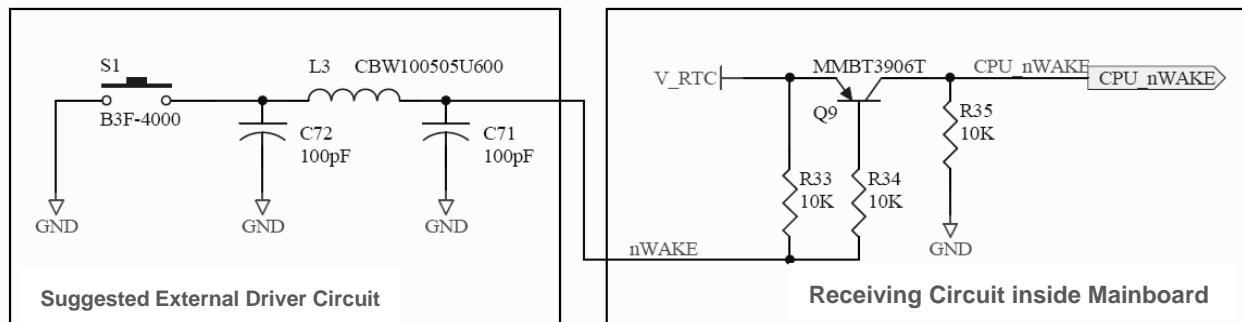 S1
B3F-4000
L3 CBW100505U600
C72
100pF
C71
100pF
GND
GND
GND
Suggested External Driver Circuit
V_RTC
MMBT3906T
Q9
CPU_nWAKE
CPU_nWAKE
R35
10K
R33
10K
R34
10K
GND
nWAKE
Receiving Circuit inside Mainboard